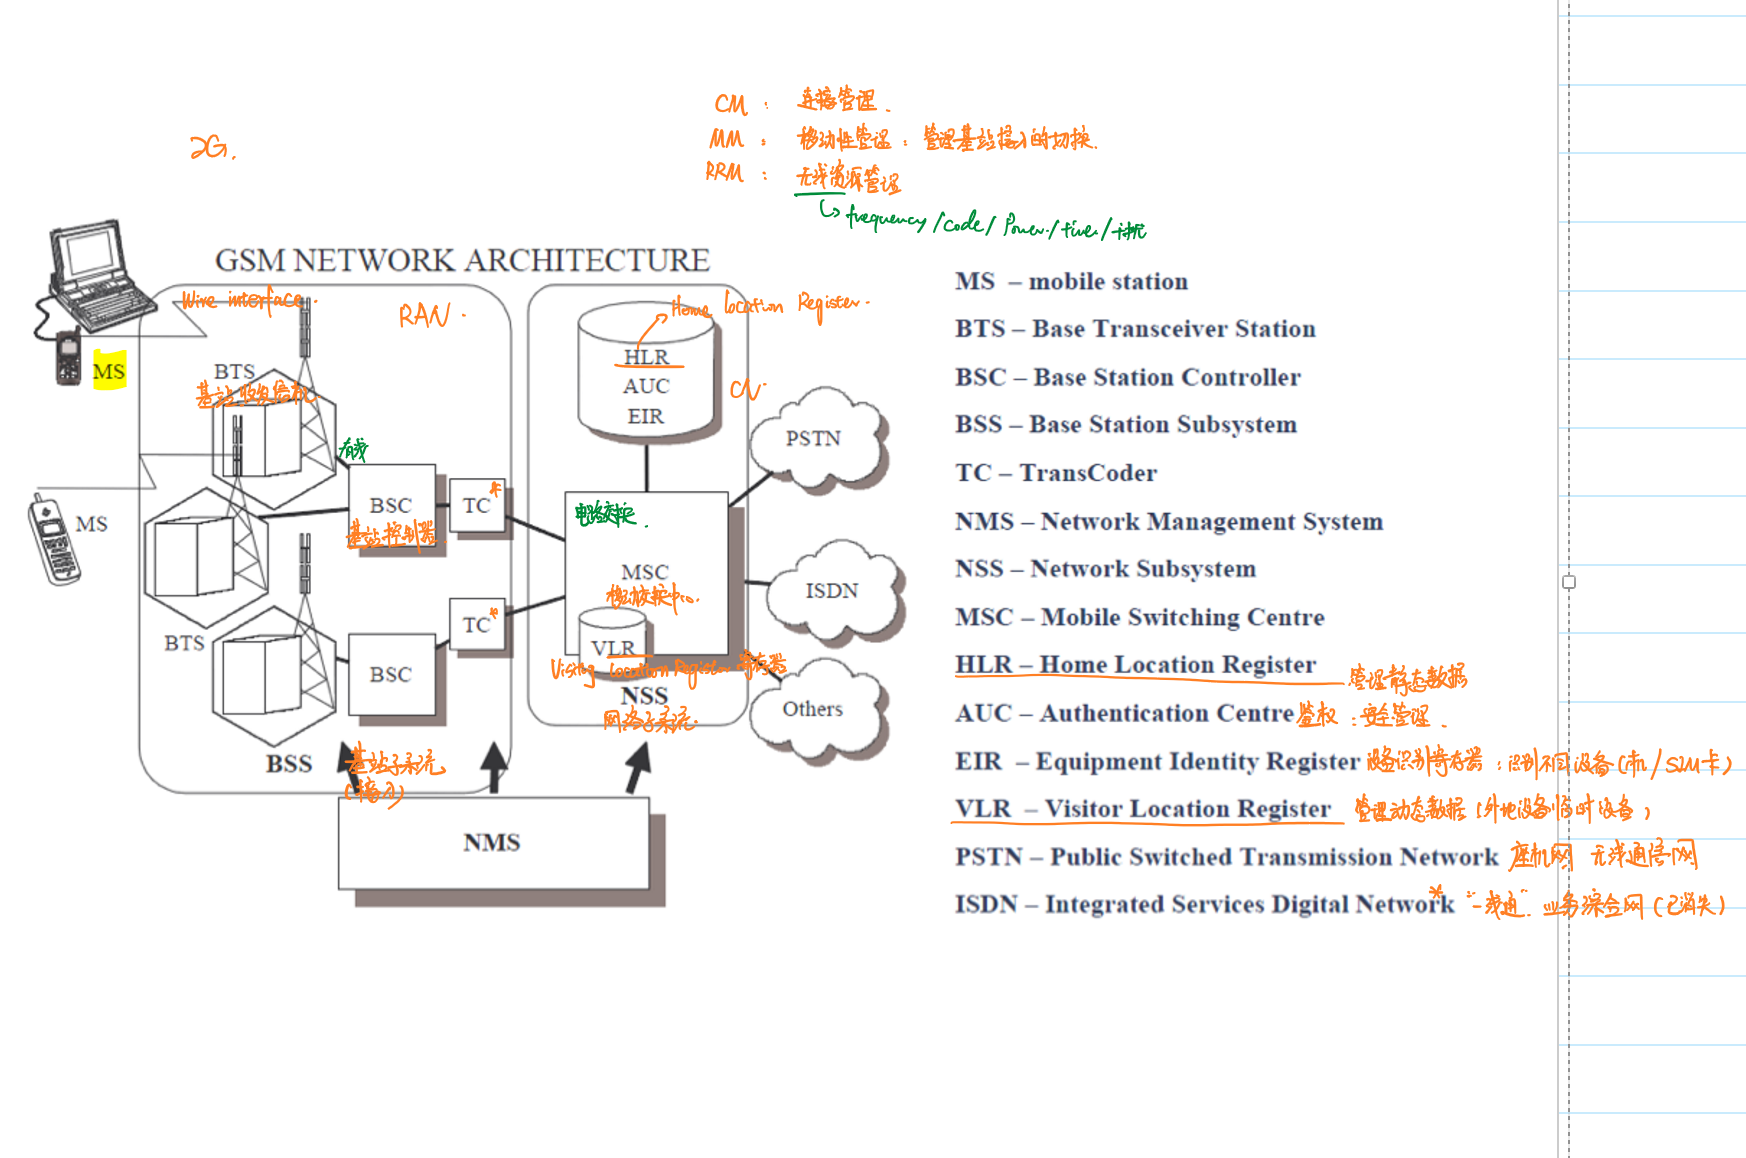 CM : 连接管理.
2G.
MM : 移动性管理 : 管理基站接入的切换.
RRM : 无线资源管理
frequency /code/ Power /time/
GSM NETWORK ARCHITECTURE
Wire interface.
RAN.
Home location Register.
MS
BTS
基站收发信机
HLR
AUC
EIR
CN.
PSTN
有线
BSC
基站控制器.
TC*
电路交换.
MS
BTS
MSC
移动交换中心.
ISDN
TC*
VLR
Visiting Location Register 寄存器
BSC
NSS
网络子系统.
Others
BSS
基站子系统
(接入)
NMS
MS – mobile station
BTS – Base Transceiver Station
BSC – Base Station Controller
BSS – Base Station Subsystem
TC – TransCoder
NMS – Network Management System
NSS – Network Subsystem
MSC – Mobile Switching Centre
HLR – Home Location Register 管理静态数据
AUC – Authentication Centre 鉴权 : 安全管理.
EIR – Equipment Identity Register 设备识别寄存器 : 识别不同设备(机/SIM卡)
VLR – Visitor Location Register 管理动态数据(外地设备临时设备)
PSTN – Public Switched Transmission Network 座机网 无线通信网
ISDN – Integrated Services Digital Network* "一线通". 业务综合网(已消失)